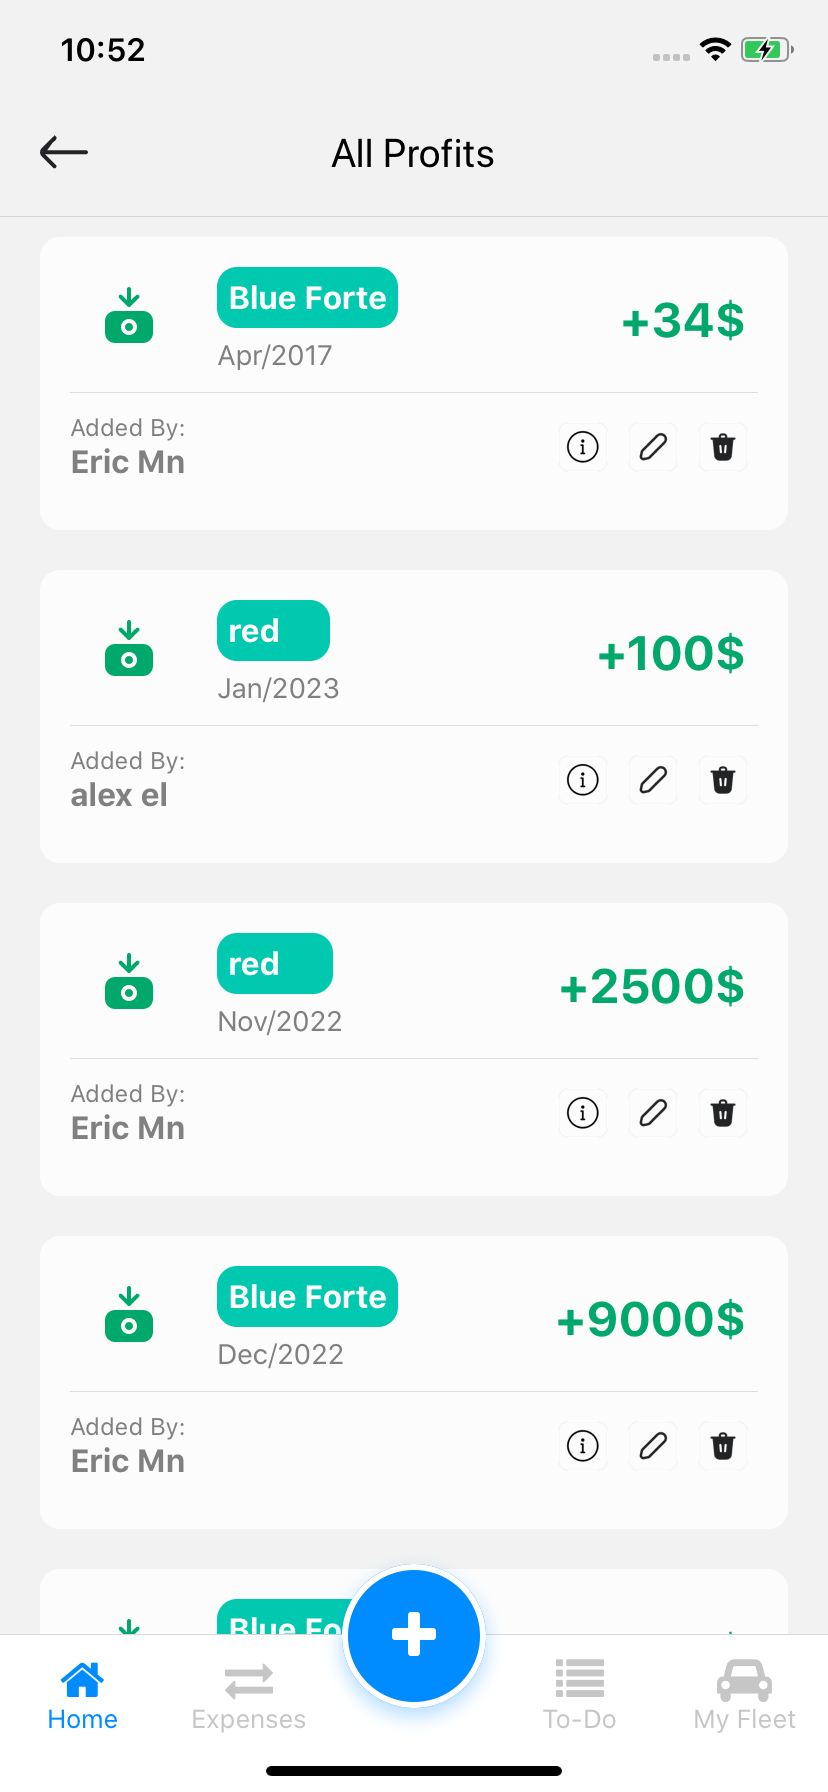 10:52
All Profits
Blue Forte
+34$
Apr/2017
Added By:
Eric Mn
red
+100$
Jan/2023
Added By:
alex el
red
+2500$
Nov/2022
Added By:
Eric Mn
Blue Forte
+9000$
Dec/2022
Added By:
Eric Mn
Blue Fo
Home
Expenses
To-Do
My Fleet